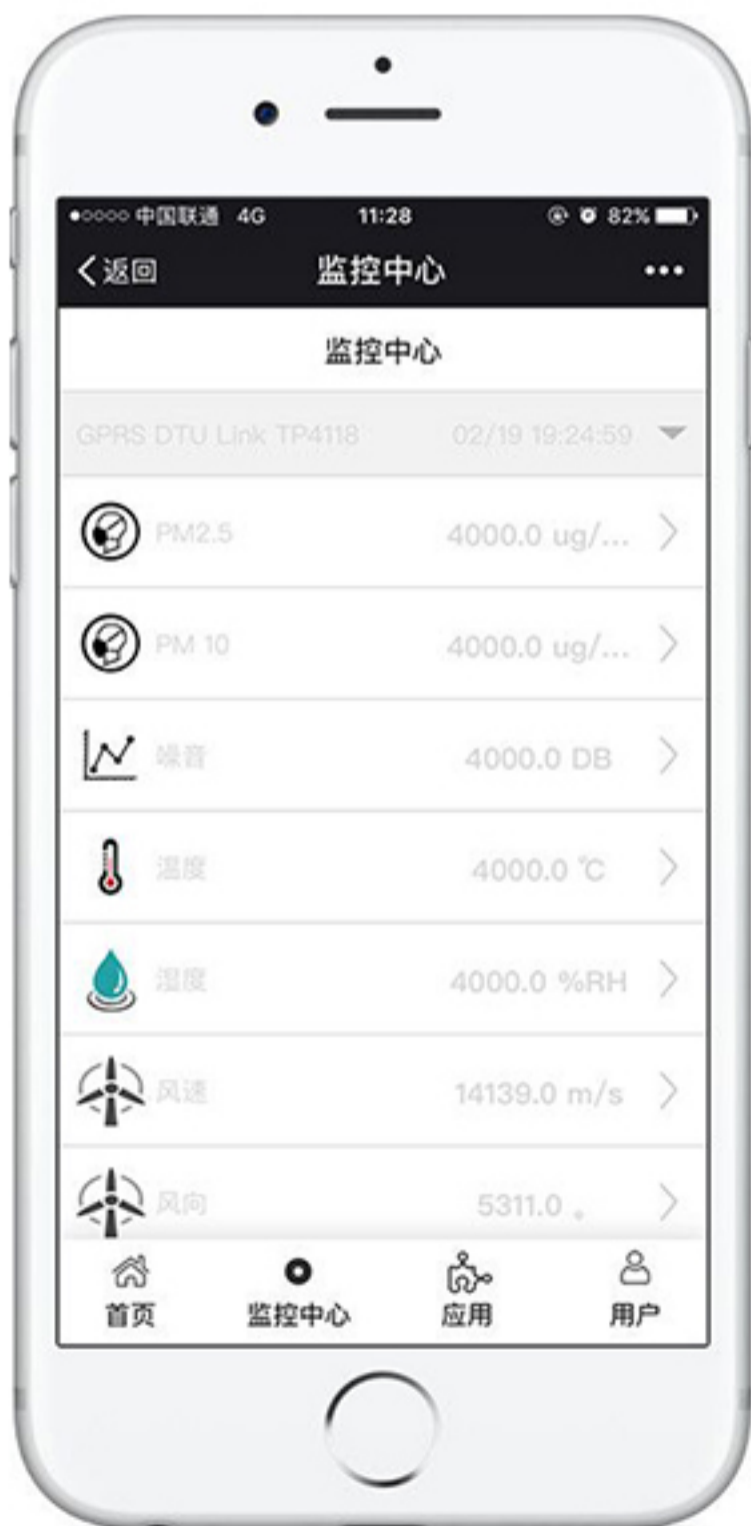 中国联通 4G 11:28 82%
返回 监控中心 •••
监控中心
GPRS DTU Link TP4118 02/19 19:24:59
PM2.5 4000.0 ug/...
PM 10 4000.0 ug/...
噪音 4000.0 DB
温度 4000.0 ℃
湿度 4000.0 %RH
风速 14139.0 m/s
风向 5311.0 。
首页 监控中心 应用 用户